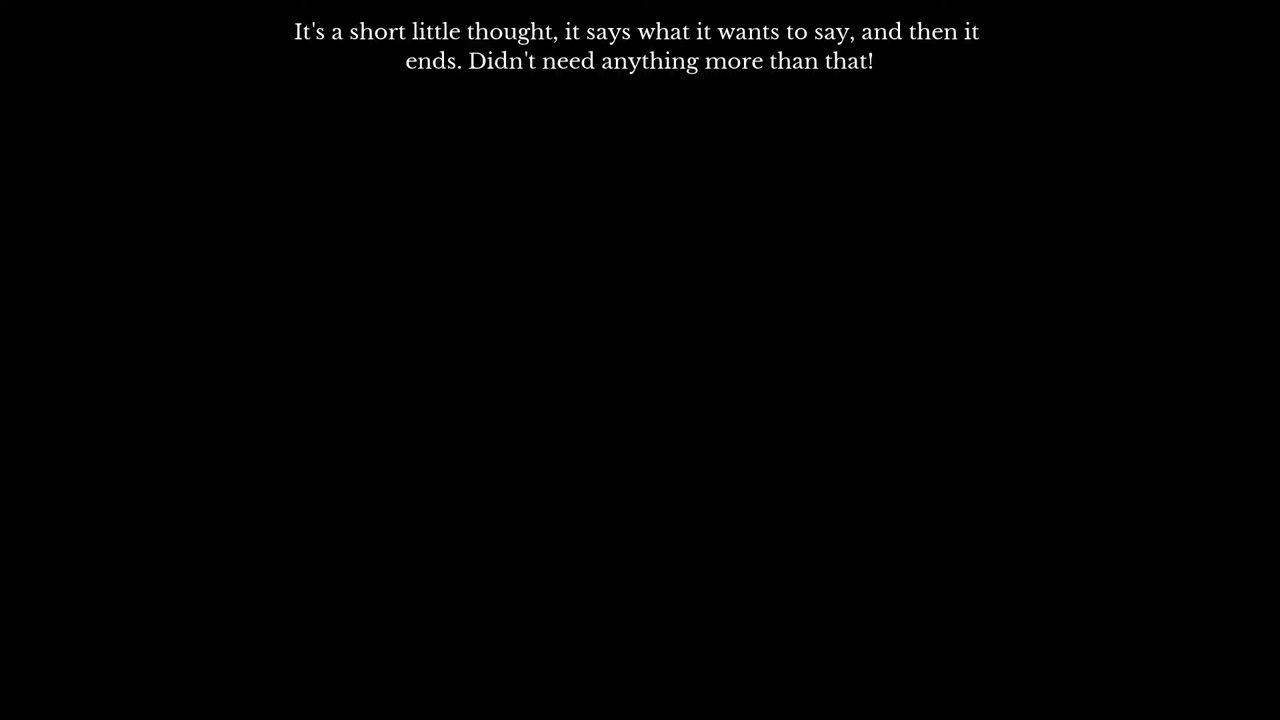 It's a short little thought, it says what it wants to say, and then it
ends. Didn't need anything more than that!